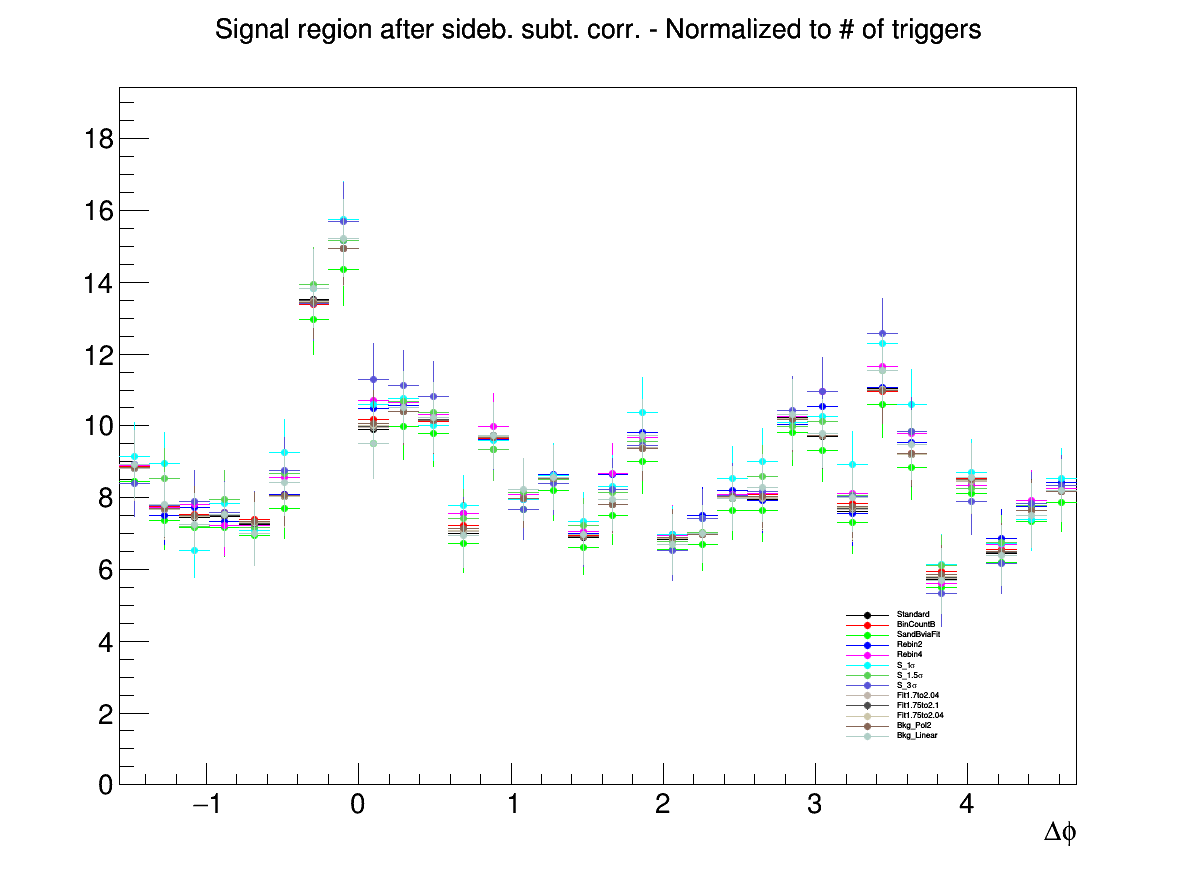 Signal region after sideb. subt. corr. - Normalized to # of triggers
18
16
14
12
10
8
6
4
2
0
Standard
BinCountB
SandBviaFit
Rebin2
Rebin4
S_1σ
S_1.5σ
S_3σ
Fit1.7to2.04
Fit1.75to2.1
Fit1.75to2.04
Bkg_Pol2
Bkg_Linear
−1 0 1 2 3 4
Δϕ